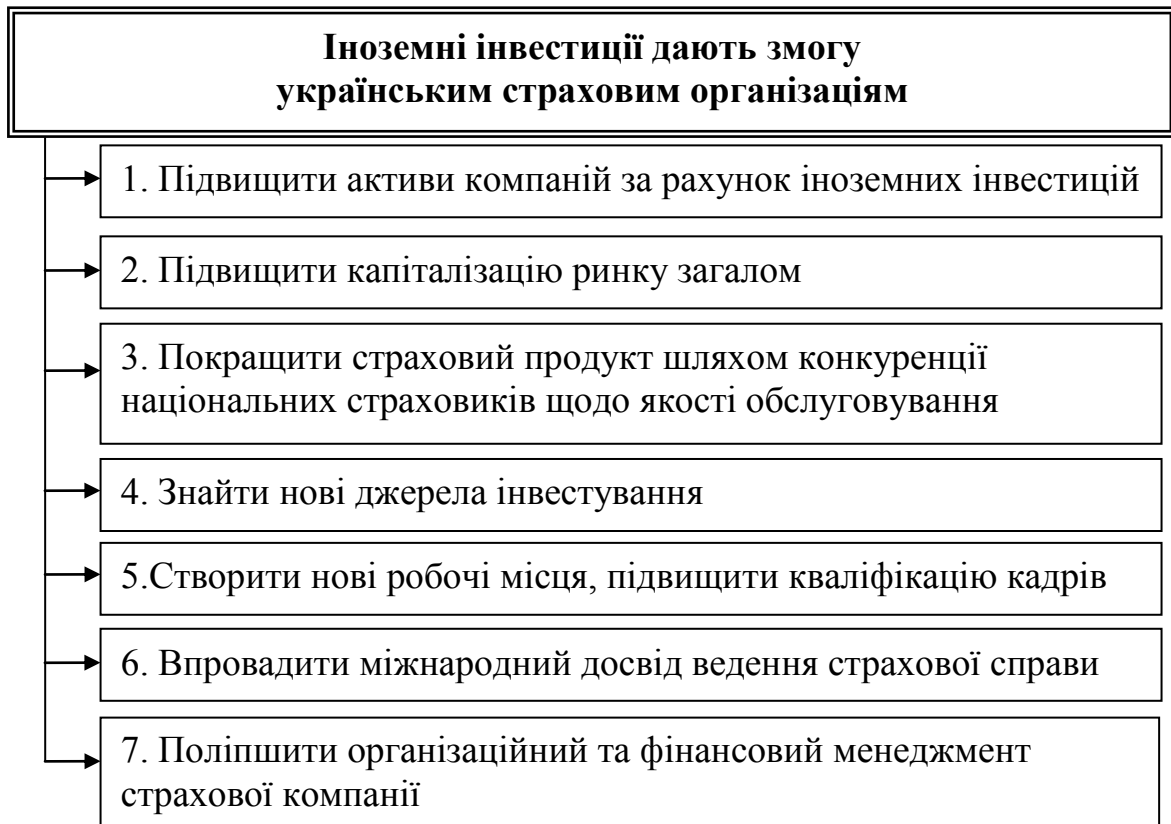 Іноземні інвестиції дають змогу
українським страховим організаціям
1. Підвищити активи компаній за рахунок іноземних інвестицій
2. Підвищити капіталізацію ринку загалом
3. Покращити страховий продукт шляхом конкуренції
національних страховиків щодо якості обслуговування
4. Знайти нові джерела інвестування
5.Створити нові робочі місця, підвищити кваліфікацію кадрів
6. Впровадити міжнародний досвід ведення страхової справи
7. Поліпшити організаційний та фінансовий менеджмент
страхової компанії